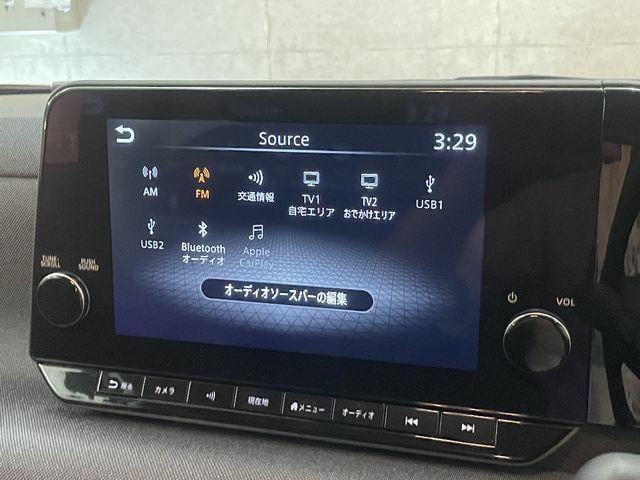 Source
3:29
AM
FM
交通情報
TV1
自宅エリア
TV2
おでかけエリア
USB1
USB2
Bluetooth
オーディオ
Apple
CarPlay
オーディオソースバーの編集
TUNE・
SCROLL
PUSH
SOUND
VOL
戻る
カメラ
現在地
メニュー
オーディオ